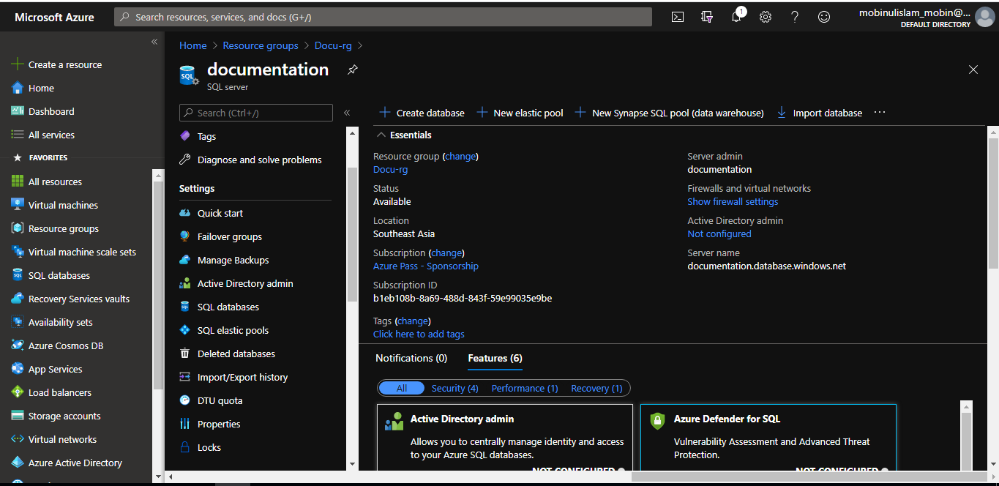 Microsoft Azure
Search resources, services, and docs (G+/)
1
mobinulislam_mobin@...
DEFAULT DIRECTORY
Create a resource
Home
Dashboard
All services
FAVORITES
All resources
Virtual machines
Resource groups
Virtual machine scale sets
SQL databases
Recovery Services vaults
Availability sets
Azure Cosmos DB
App Services
Load balancers
Storage accounts
Virtual networks
Azure Active Directory
Home > Resource groups > Docu-rg >
SQL
documentation
SQL server
Search (Ctrl+/)
Tags
Diagnose and solve problems
Settings
Quick start
Failover groups
Manage Backups
Active Directory admin
SQL databases
SQL elastic pools
Deleted databases
Import/Export history
DTU quota
Properties
Locks
Create database
New elastic pool
New Synapse SQL pool (data warehouse)
Import database
Essentials
Resource group (change)
Docu-rg
Status
Available
Location
Southeast Asia
Subscription (change)
Azure Pass - Sponsorship
Subscription ID
b1eb108b-8a69-488d-843f-59e99035e9be
Tags (change)
Click here to add tags
Server admin
documentation
Firewalls and virtual networks
Show firewall settings
Active Directory admin
Not configured
Server name
documentation.database.windows.net
Notifications (0)
Features (6)
All
Security (4)
Performance (1)
Recovery (1)
Active Directory admin
Allows you to centrally manage identity and access
to your Azure SQL databases.
NOT CONFIGURED
Azure Defender for SQL
Vulnerability Assessment and Advanced Threat
Protection.
NOT CONFIGURED